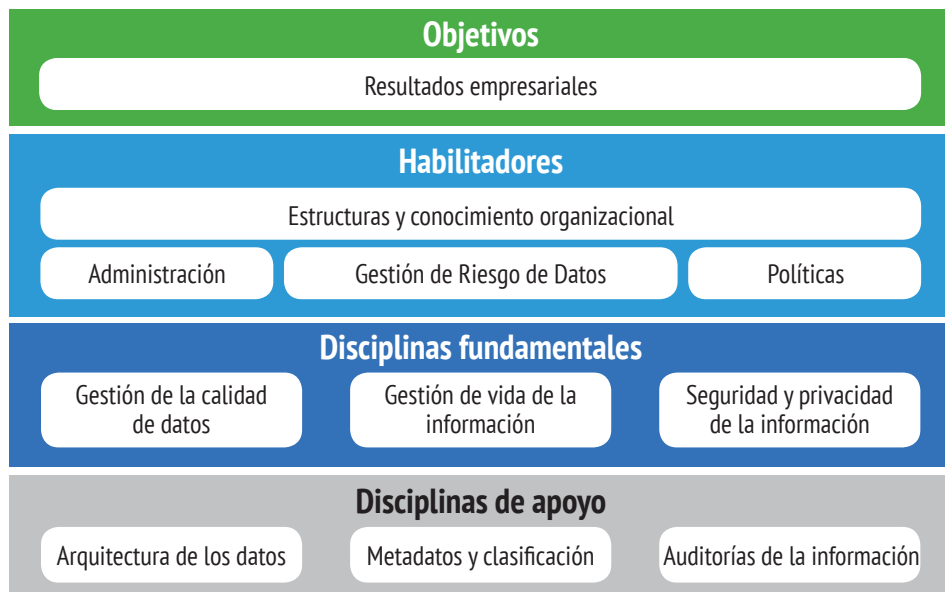 Objetivos
Resultados empresariales
Habilitadores
Estructuras y conocimiento organizacional
Administración
Gestión de Riesgo de Datos
Políticas
Disciplinas fundamentales
Gestión de la calidad
de datos
Gestión de vida de la
información
Seguridad y privacidad
de la información
Disciplinas de apoyo
Arquitectura de los datos
Metadatos y clasificación
Auditorías de la información